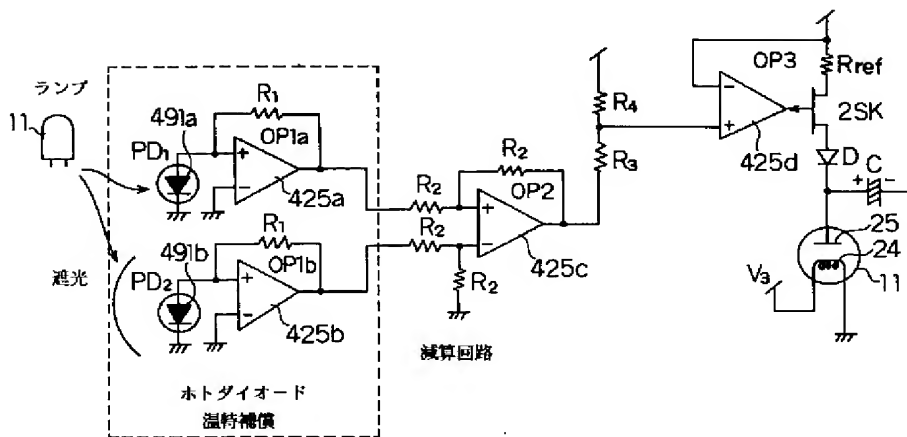 ランプ
11
491a
PD1
R1
OP1a
+
-
425a
遮光
491b
PD2
R1
OP1b
+
-
425b
ホトダイオード
温特補償
R2
R2
R2
R2
OP2
+
-
425c
減算回路
R4
R3
OP3
-
+
425d
Rref
2SK
D
C
+
-
25
24
11
V3